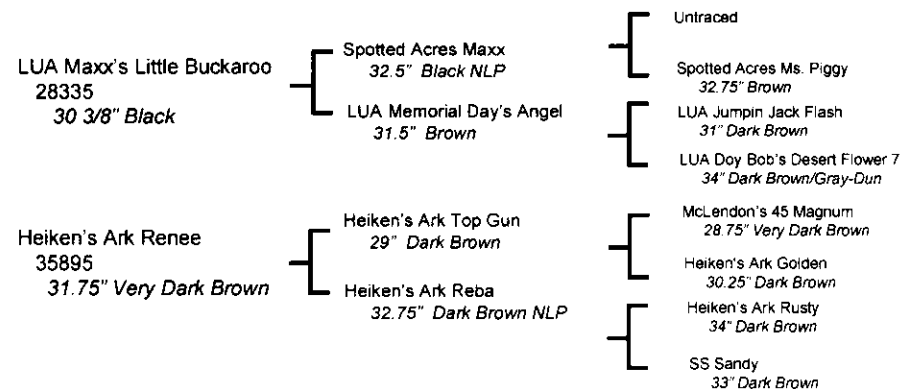 LUA Maxx's Little Buckaroo
28335
30 3/8" Black
Spotted Acres Maxx
32.5" Black NLP
LUA Memorial Day's Angel
31.5" Brown
Untraced
Spotted Acres Ms. Piggy
32.75" Brown
LUA Jumpin Jack Flash
31" Dark Brown
LUA Doy Bob's Desert Flower 7
34" Dark Brown/Gray-Dun
Heiken's Ark Renee
35895
31.75" Very Dark Brown
Heiken's Ark Top Gun
29" Dark Brown
Heiken's Ark Reba
32.75" Dark Brown NLP
McLendon's 45 Magnum
28.75" Very Dark Brown
Heiken's Ark Golden
30.25" Dark Brown
Heiken's Ark Rusty
34" Dark Brown
SS Sandy
33" Dark Brown